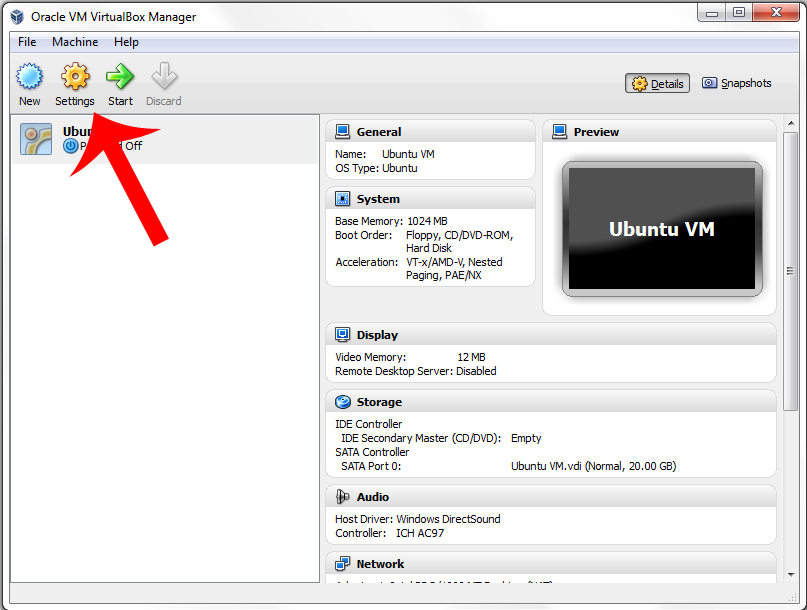 Oracle VM VirtualBox Manager
File Machine Help
New Settings Start Discard
Details Snapshots
Off
General
Name: Ubuntu VM
OS Type: Ubuntu
System
Base Memory: 1024 MB
Boot Order: Floppy, CD/DVD-ROM,
Hard Disk
Acceleration: VT-x/AMD-V, Nested
Paging, PAE/NX
Preview
Ubuntu VM
Display
Video Memory: 12 MB
Remote Desktop Server: Disabled
Storage
IDE Controller
IDE Secondary Master (CD/DVD): Empty
SATA Controller
SATA Port 0: Ubuntu VM.vdi (Normal, 20.00 GB)
Audio
Host Driver: Windows DirectSound
Controller: ICH AC97
Network